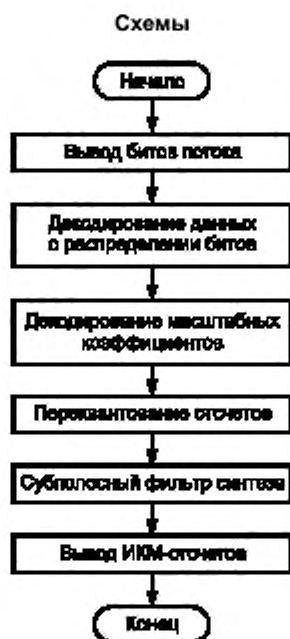 Схемы
Начало
Вывод битов потока
Декодирование данных
о распределении битов
Декодирование масштабных
коэффициентов
Переквантование отсчетов
Субполосный фильтр синтеза
Вывод ИКМ-отсчетов
Конец